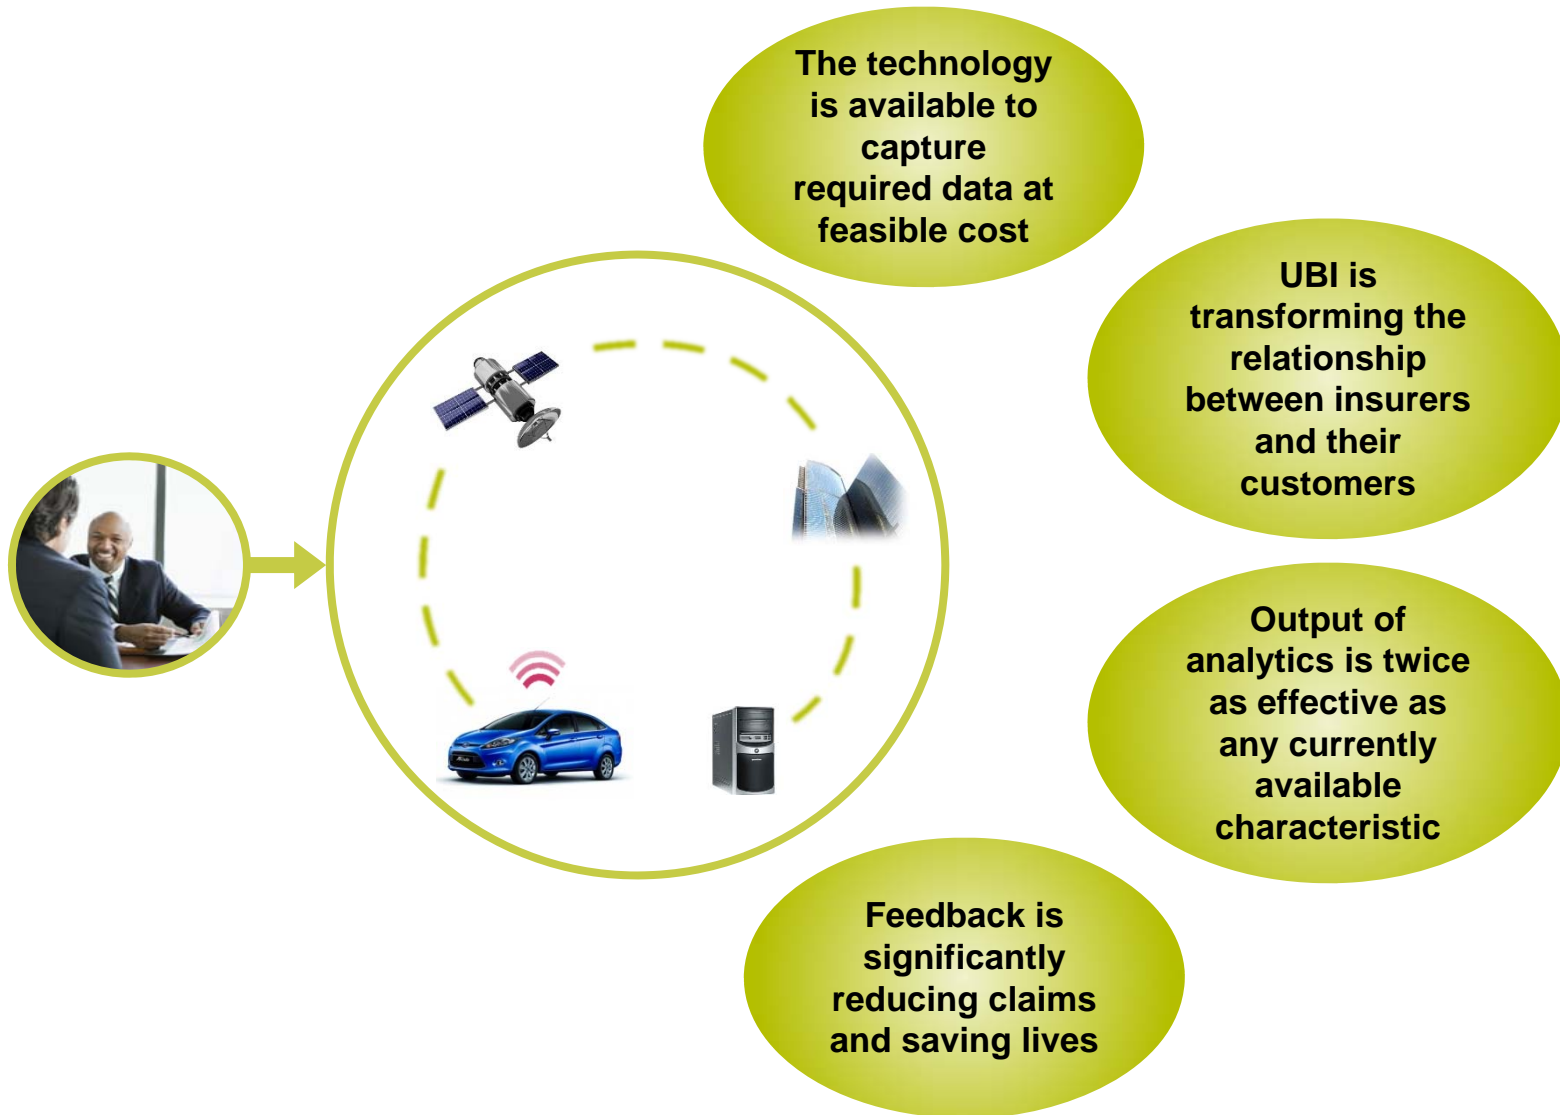 The technology
is available to
capture
required data at
feasible cost
UBI is
transforming the
relationship
between insurers
and their
customers
Output of
analytics is twice
as effective as
any currently
available
characteristic
Feedback is
significantly
reducing claims
and saving lives